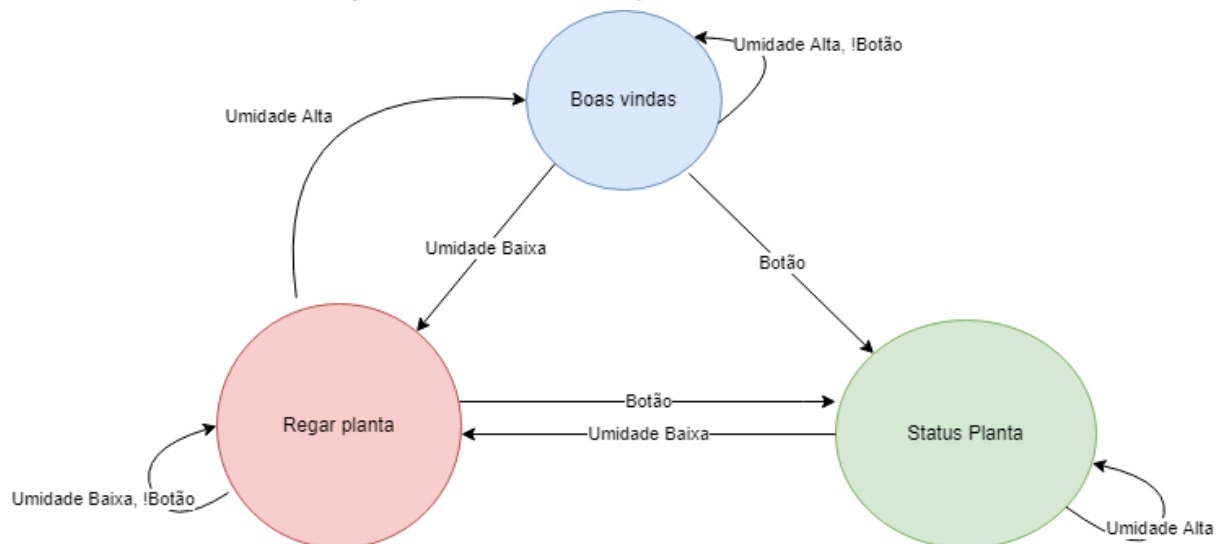 Umidade Alta, !Botão
Boas vindas
Umidade Alta
Umidade Baixa
Botão
Botão
Regar planta
Umidade Baixa
Status Planta
Umidade Baixa, !Botão
Umidade Alta